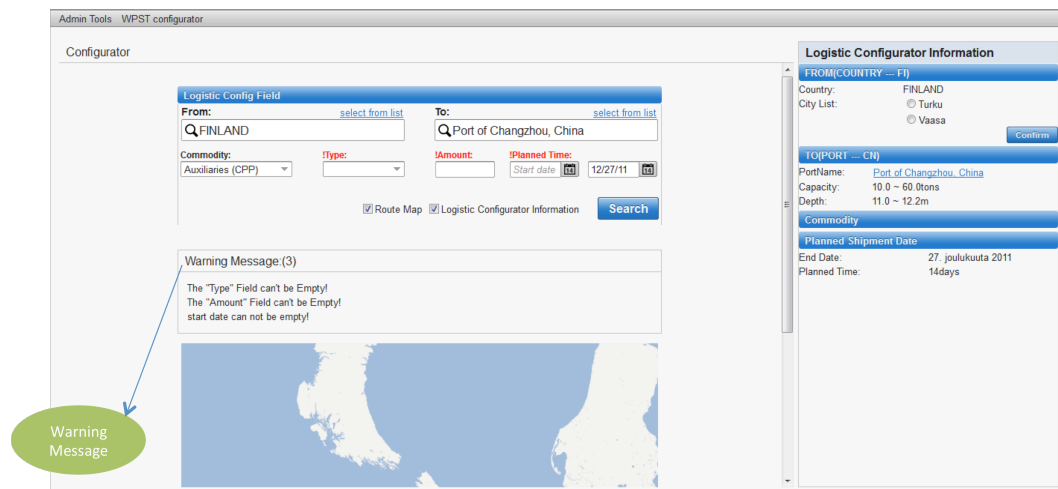 Admin Tools WPST configurator
Configurator
Logistic Config Field
From: select from list To: select from list
FINLAND Port of Changzhou, China
Commodity: !Type: !Amount: !Planned Time:
Auxiliaries (CPP) Start date 14 12/27/11 14
Route Map Logistic Configurator Information Search
Warning Message:(3)
The "Type" Field can't be Empty!
The "Amount" Field can't be Empty!
start date can not be empty!
Warning
Message
Logistic Configurator Information
FROM(COUNTRY --- FI)
Country: FINLAND
City List: Turku
Vaasa
Confirm
TO(PORT --- CN)
PortName: Port of Changzhou, China
Capacity: 10.0 ~ 60.0tons
Depth: 11.0 ~ 12.2m
Commodity
Planned Shipment Date
End Date: 27. joulukuuta 2011
Planned Time: 14days